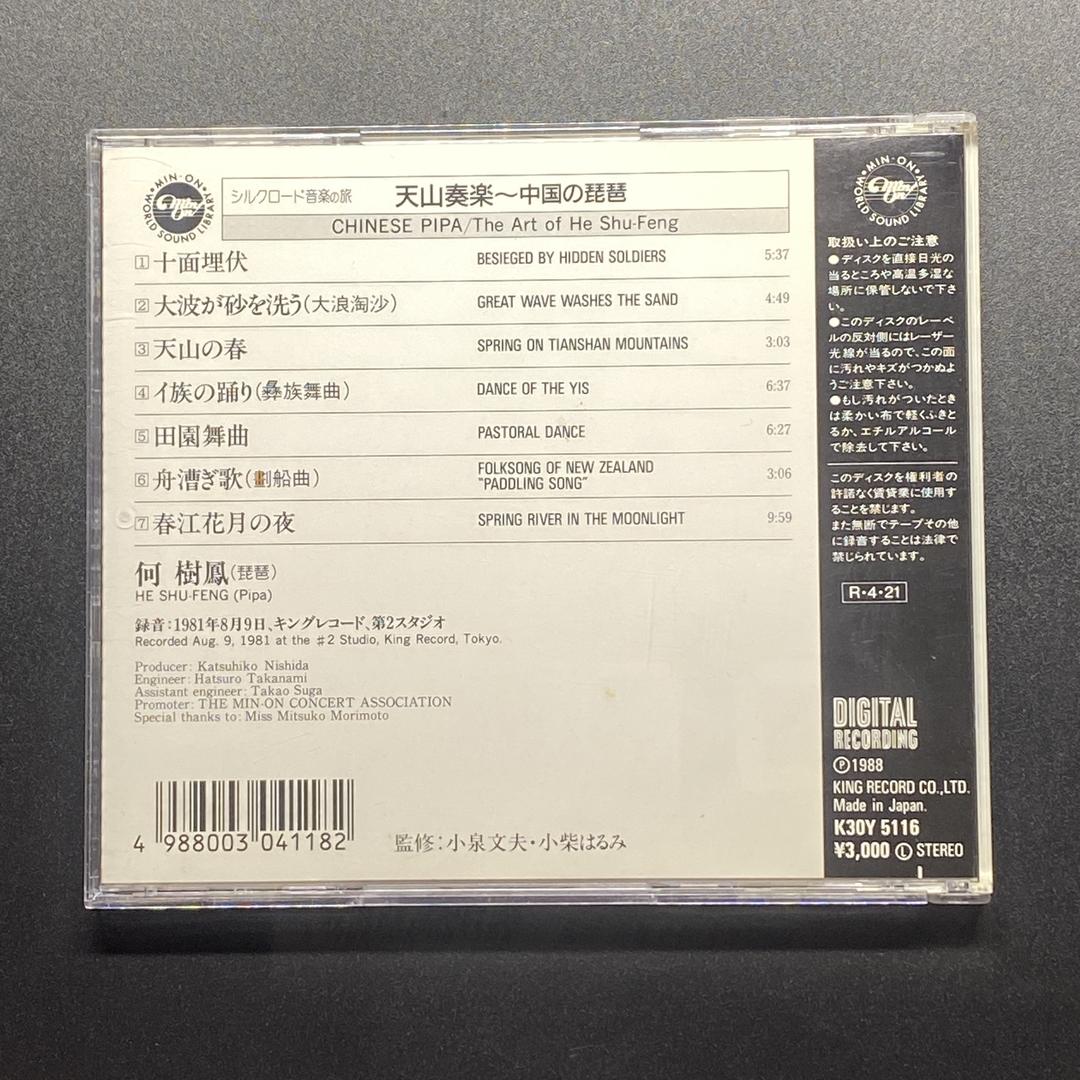 MIN-ON WORLD SOUND LIBRARY
Min On
シルクロード音楽の旅 天山奏楽〜中国の琵琶
CHINESE PIPA/The Art of He Shu-Feng
1 十面埋伏 BESIEGED BY HIDDEN SOLDIERS 5:37
2 大波が砂を洗う(大浪淘沙) GREAT WAVE WASHES THE SAND 4:49
3 天山の春 SPRING ON TIANSHAN MOUNTAINS 3:03
4 イ族の踊り(彝族舞曲) DANCE OF THE YIS 6:37
5 田園舞曲 PASTORAL DANCE 6:27
6 舟漕ぎ歌(劃船曲) FOLKSONG OF NEW ZEALAND
"PADDLING SONG" 3:06
7 春江花月の夜 SPRING RIVER IN THE MOONLIGHT 9:59
何 樹鳳(琵琶)
HE SHU-FENG (Pipa)
録音:1981年8月9日、キングレコード、第2スタジオ
Recorded Aug. 9, 1981 at the #2 Studio, King Record, Tokyo.
Producer: Katsuhiko Nishida
Engineer: Hatsuro Takanami
Assistant engineer: Takao Suga
Promoter: THE MIN-ON CONCERT ASSOCIATION
Special thanks to: Miss Mitsuko Morimoto
4 988003 041182
監修:小泉文夫・小柴はるみ
MIN-ON WORLD SOUND LIBRARY
Min On
取扱い上のご注意
●ディスクを直接日光の
当るところや高温多湿な
場所に保管しないで下さ
い。
●このディスクのレーベ
ルの反対側にはレーザー
光線が当るので、この面
に汚れやキズがつかぬよ
うご注意下さい。
●もし汚れがついたとき
は柔かい布で軽くふきと
るか、エチルアルコール
で除去して下さい。
このディスクを権利者の
許諾なく賃貸業に使用す
ることを禁じます。
また無断でテープその他
に録音することは法律で
禁じられています。
R・4・21
DIGITAL
RECORDING
Ⓟ1988
KING RECORD CO.,LTD.
Made in Japan.
K30Y 5116
¥3,000 Ⓛ STEREO